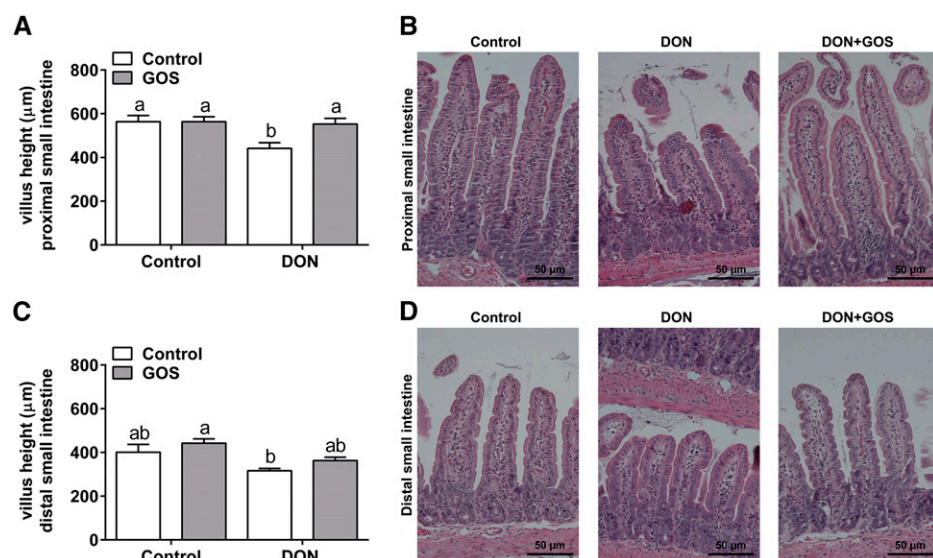 A
Control
GOS
villus height (μm)
proximal small intestine
800
600
400
200
0
a
a
b
a
Control
DON
B
Control
DON
DON+GOS
Proximal small intestine
50 μm
50 μm
50 μm
C
Control
GOS
villus height (μm)
distal small intestine
800
600
400
200
0
ab
a
b
ab
Control
DON
D
Control
DON
DON+GOS
Distal small intestine
50 μm
50 μm
50 μm